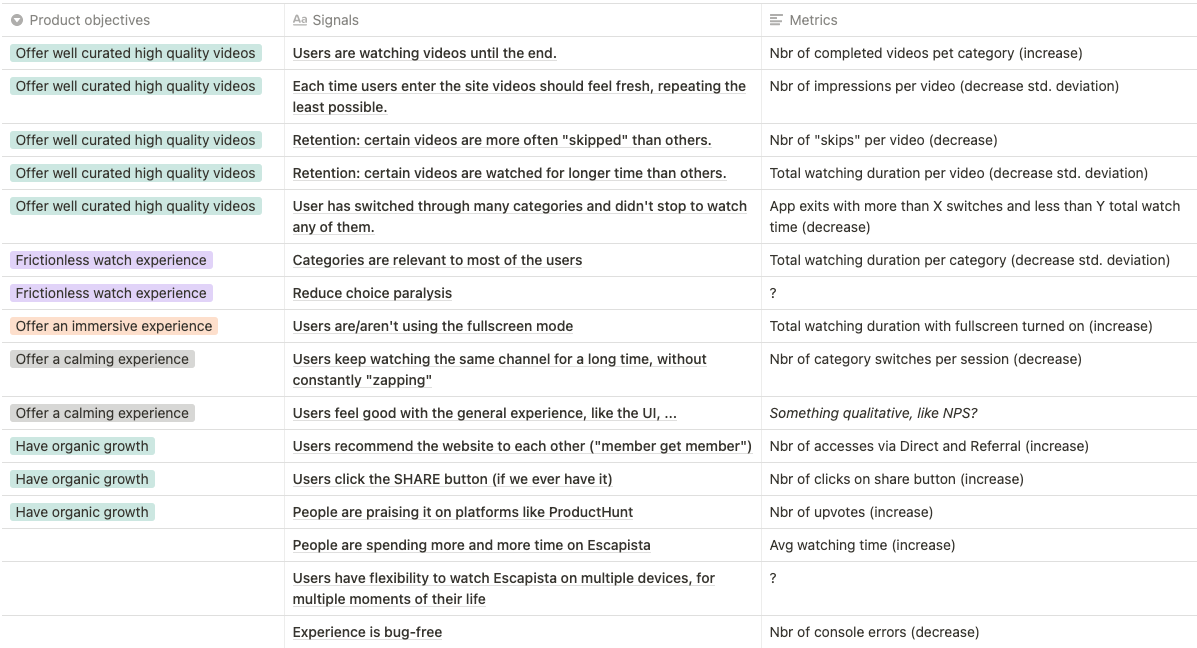 Product objectives Aa Signals Metrics
Offer well curated high quality videos Users are watching videos until the end. Nbr of completed videos pet category (increase)
Offer well curated high quality videos Each time users enter the site videos should feel fresh, repeating the Nbr of impressions per video (decrease std. deviation)
least possible.
Offer well curated high quality videos Retention: certain videos are more often "skipped" than others. Nbr of "skips" per video (decrease)
Offer well curated high quality videos Retention: certain videos are watched for longer time than others. Total watching duration per video (decrease std. deviation)
Offer well curated high quality videos User has switched through many categories and didn't stop to watch App exits with more than X switches and less than Y total watch
any of them. time (decrease)
Frictionless watch experience Categories are relevant to most of the users Total watching duration per category (decrease std. deviation)
Frictionless watch experience Reduce choice paralysis ?
Offer an immersive experience Users are/aren't using the fullscreen mode Total watching duration with fullscreen turned on (increase)
Offer a calming experience Users keep watching the same channel for a long time, without Nbr of category switches per session (decrease)
constantly "zapping"
Offer a calming experience Users feel good with the general experience, like the UI, ... Something qualitative, like NPS?
Have organic growth Users recommend the website to each other ("member get member") Nbr of accesses via Direct and Referral (increase)
Have organic growth Users click the SHARE button (if we ever have it) Nbr of clicks on share button (increase)
Have organic growth People are praising it on platforms like ProductHunt Nbr of upvotes (increase)
People are spending more and more time on Escapista Avg watching time (increase)
Users have flexibility to watch Escapista on multiple devices, for ?
multiple moments of their life
Experience is bug-free Nbr of console errors (decrease)